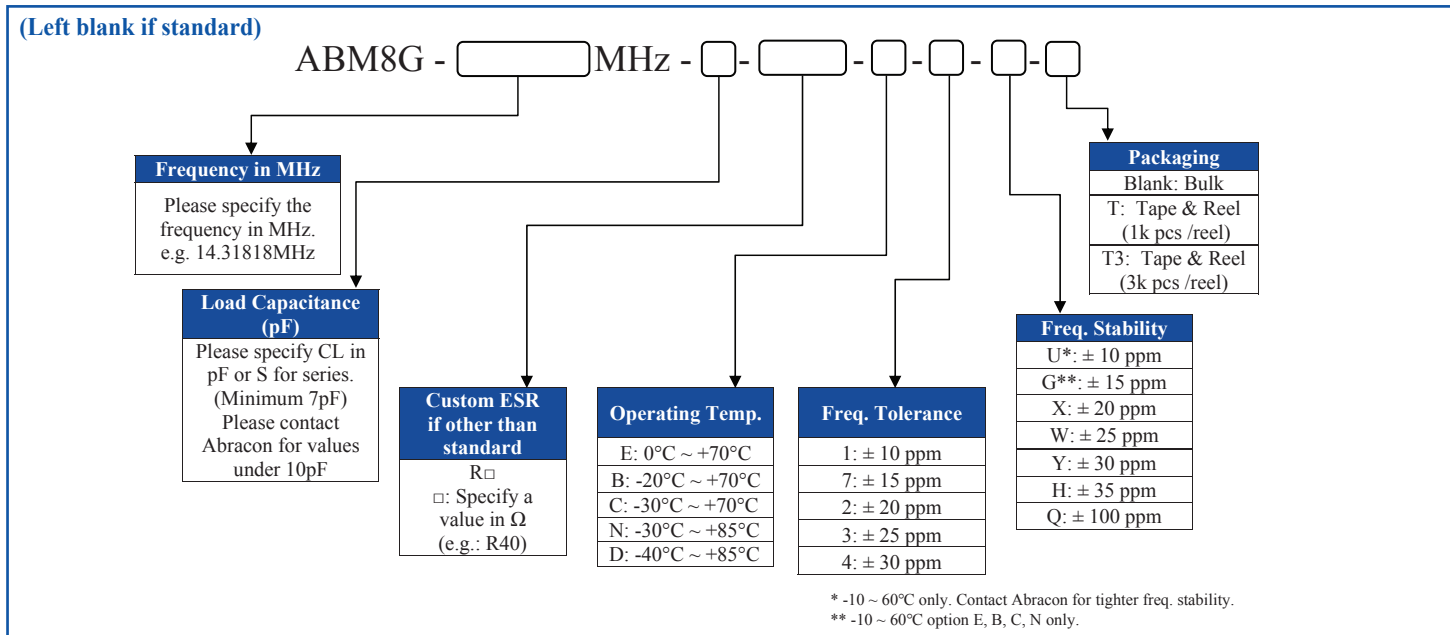 (Left blank if standard)
ABM8G - MHz - - - - - -
Frequency in MHz
Please specify the
frequency in MHz.
e.g. 14.31818MHz
Load Capacitance
(pF)
Please specify CL in
pF or S for series.
(Minimum 7pF)
Please contact
Abracon for values
under 10pF
Custom ESR
if other than
standard
R□
□: Specify a
value in Ω
(e.g.: R40)
Operating Temp.
E: 0°C ~ +70°C
B: -20°C ~ +70°C
C: -30°C ~ +70°C
N: -30°C ~ +85°C
D: -40°C ~ +85°C
Freq. Tolerance
1: ± 10 ppm
7: ± 15 ppm
2: ± 20 ppm
3: ± 25 ppm
4: ± 30 ppm
Freq. Stability
U*: ± 10 ppm
G**: ± 15 ppm
X: ± 20 ppm
W: ± 25 ppm
Y: ± 30 ppm
H: ± 35 ppm
Q: ± 100 ppm
Packaging
Blank: Bulk
T: Tape & Reel
(1k pcs /reel)
T3: Tape & Reel
(3k pcs /reel)
* -10 ~ 60°C only. Contact Abracon for tighter freq. stability.
** -10 ~ 60°C option E, B, C, N only.